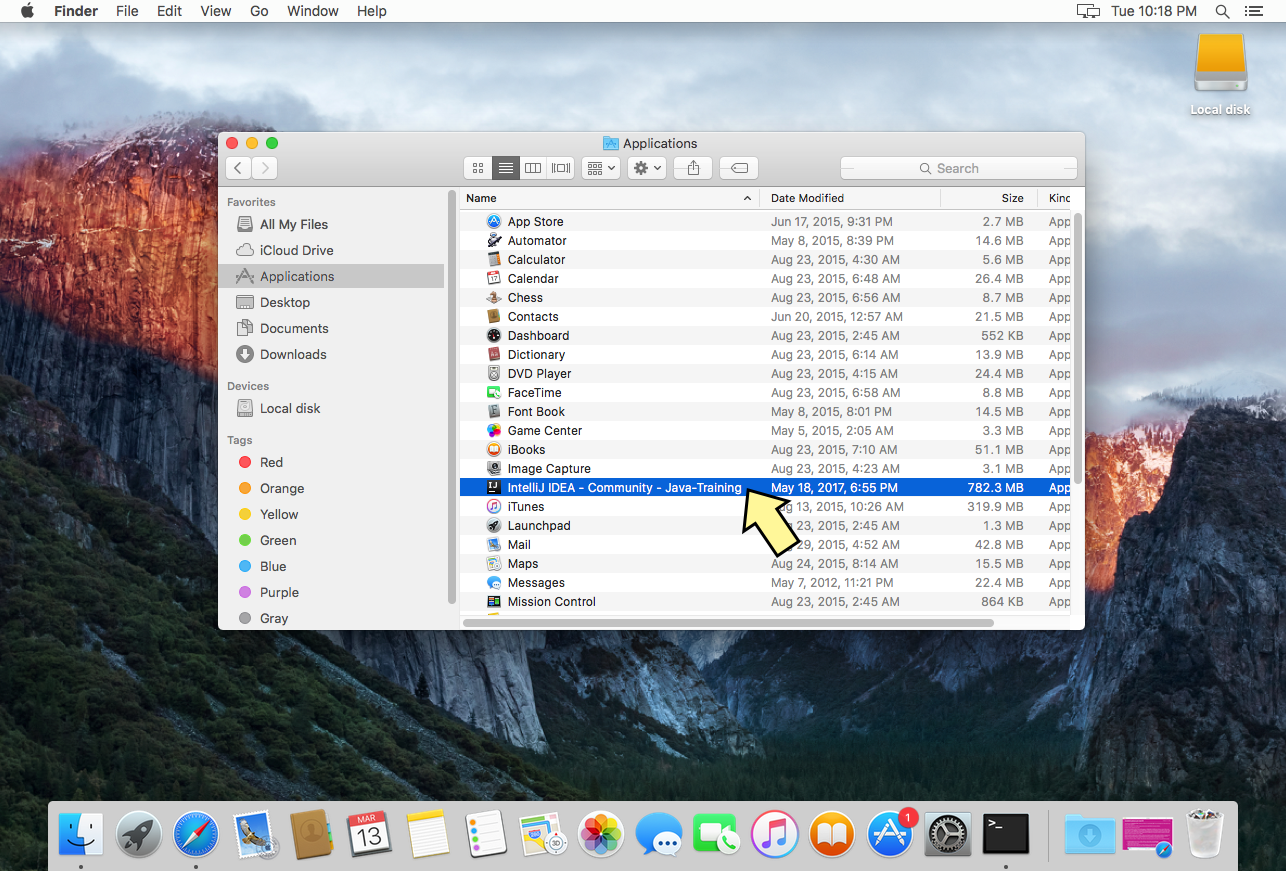 Finder File Edit View Go Window Help Tue 10:18 PM
Local disk
Applications
Search
Favorites
All My Files
iCloud Drive
Applications
Desktop
Documents
Downloads
Devices
Local disk
Tags
Red
Orange
Yellow
Green
Blue
Purple
Gray
Name Date Modified Size Kind
App Store Jun 17, 2015, 9:31 PM 2.7 MB App
Automator May 8, 2015, 8:39 PM 14.6 MB App
Calculator Aug 23, 2015, 4:30 AM 5.6 MB App
Calendar Aug 23, 2015, 6:48 AM 26.4 MB App
Chess Aug 23, 2015, 6:56 AM 8.7 MB App
Contacts Jun 20, 2015, 12:57 AM 21.5 MB App
Dashboard Aug 23, 2015, 2:45 AM 552 KB App
Dictionary Aug 23, 2015, 6:14 AM 13.9 MB App
DVD Player Aug 23, 2015, 4:15 AM 24.4 MB App
FaceTime Aug 23, 2015, 6:58 AM 8.8 MB App
Font Book May 8, 2015, 8:01 PM 14.5 MB App
Game Center May 5, 2015, 2:05 AM 3.3 MB App
iBooks Aug 23, 2015, 7:10 AM 51.1 MB App
Image Capture Aug 23, 2015, 4:23 AM 3.1 MB App
IntelliJ IDEA - Community - Java-Training May 18, 2017, 6:55 PM 782.3 MB App
iTunes 13, 2015, 10:26 AM 319.9 MB App
Launchpad 23, 2015, 2:45 AM 1.3 MB App
Mail 29, 2015, 4:52 AM 42.8 MB App
Maps Aug 24, 2015, 8:14 AM 15.5 MB App
Messages May 7, 2012, 11:21 PM 22.4 MB App
Mission Control Aug 23, 2015, 2:45 AM 864 KB App
MAR
13
3D
1
>_